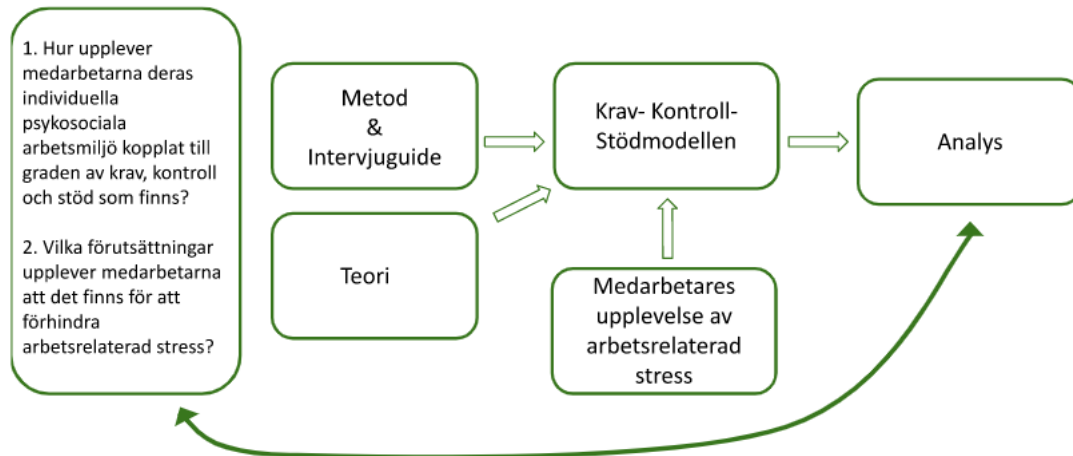 1. Hur upplever
medarbetarna deras
individuella
psykosociala
arbetsmiljö kopplat till
graden av krav, kontroll
och stöd som finns?
2. Vilka förutsättningar
upplever medarbetarna
att det finns för att
förhindra
arbetsrelaterad stress?
Metod
&
Intervjuguide
Teori
Krav- Kontroll-
Stödmodellen
Medarbetares
upplevelse av
arbetsrelaterad
stress
Analys